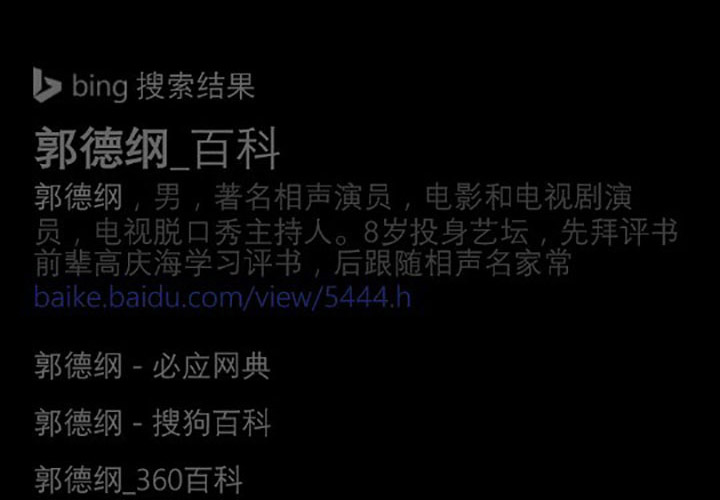 bing 搜索结果
郭德纲_百科
郭德纲，男，著名相声演员，电影和电视剧演
员，电视脱口秀主持人。8岁投身艺坛，先拜评书
前辈高庆海学习评书，后跟随相声名家常
baike.baidu.com/view/5444.h
郭德纲 - 必应网典
郭德纲 - 搜狗百科
郭德纲_360百科